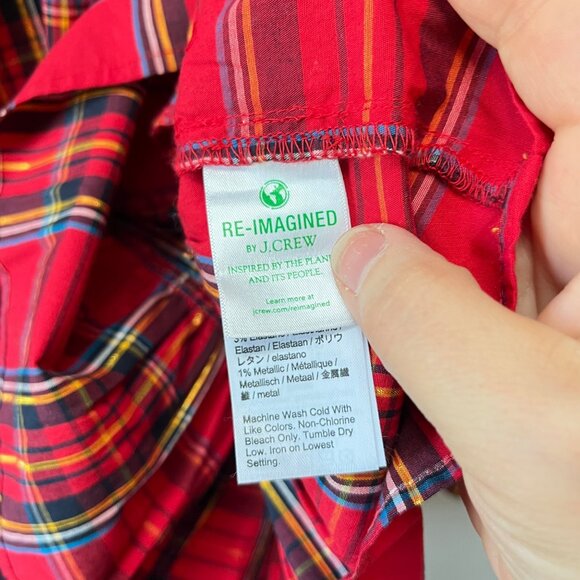 RE-IMAGINED
BY J.CREW
INSPIRED BY THE PLANE
AND ITS PEOPLE.
Learn more at
jcrew.com/reimagined
Elastan / Elastaan / ポリウ
レタン / elastano
1% Metallic / Métallique /
Metallisch / Metaal / 金属繊
維 / metal
Machine Wash Cold With
Like Colors. Non-Chlorine
Bleach Only. Tumble Dry
Low. Iron on Lowest
Setting.